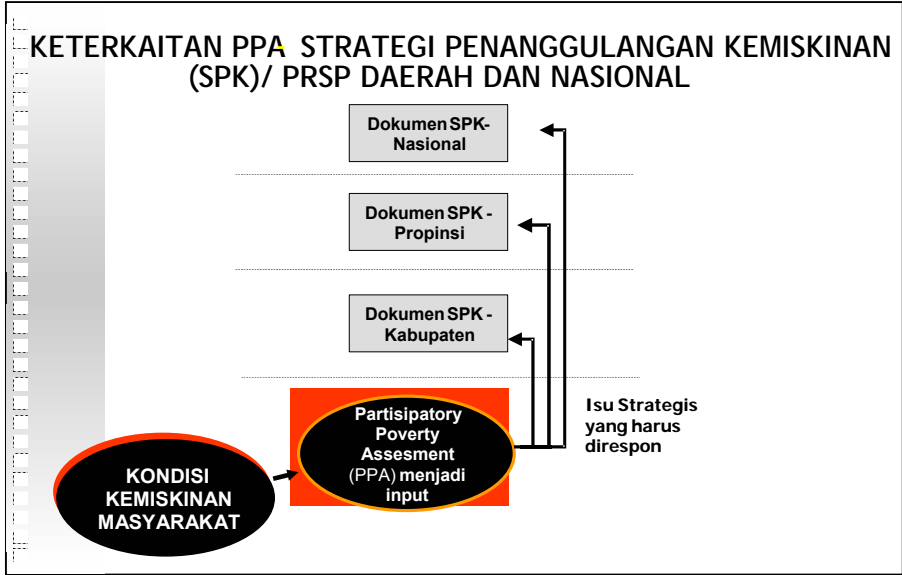 KETERKAITAN PPA STRATEGI PENANGGULANGAN KEMISKINAN
(SPK)/ PRSP DAERAH DAN NASIONAL
Dokumen SPK-
Nasional
Dokumen SPK -
Propinsi
Dokumen SPK -
Kabupaten
Partisipatory
Poverty
Assesment
(PPA) menjadi
input
Isu Strategis
yang harus
direspon
KONDISI
KEMISKINAN
MASYARAKAT